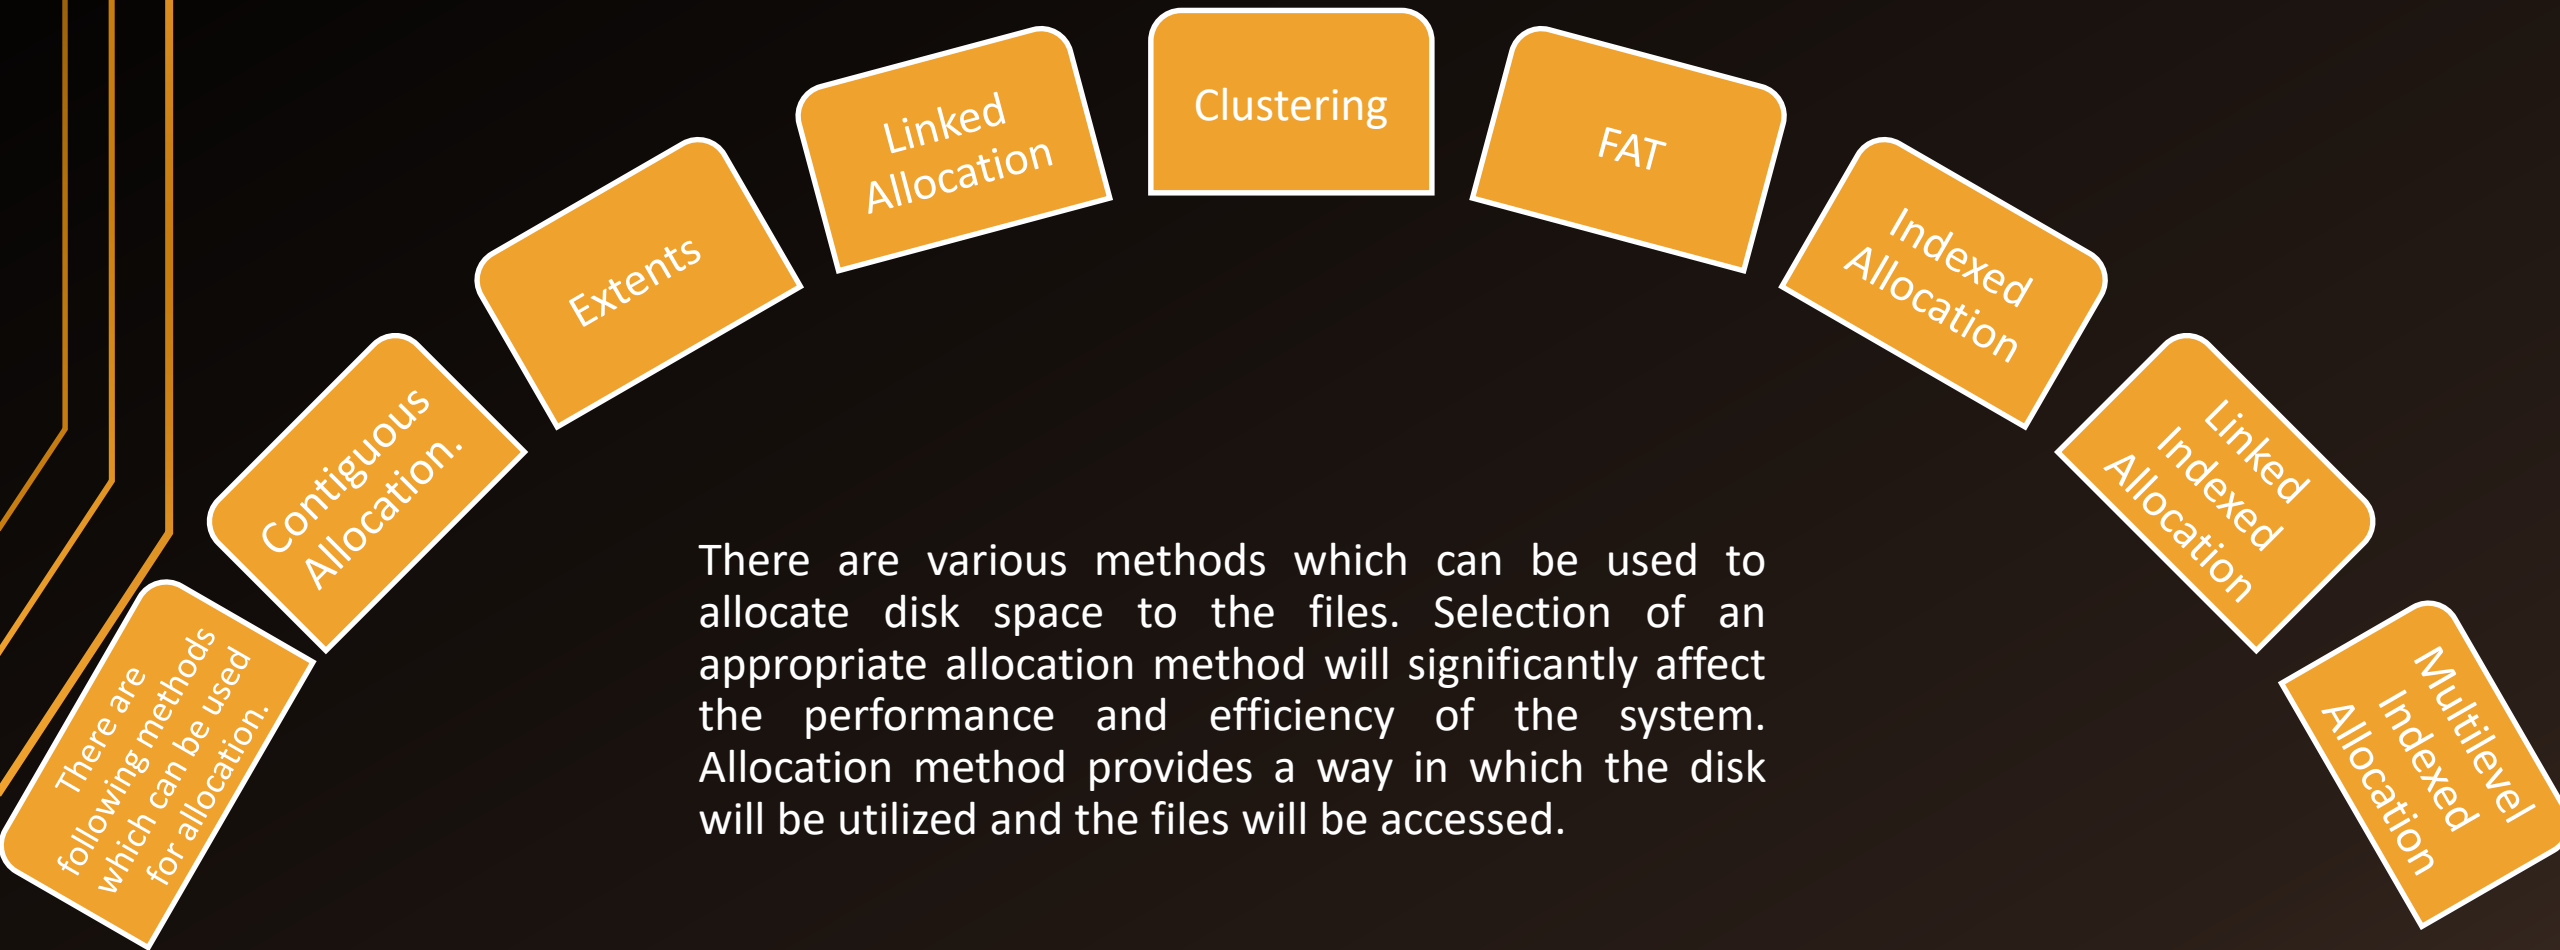 There are
following methods
which can be used
for allocation.
Contiguous
Allocation.
Extents
Linked
Allocation
Clustering
FAT
Indexed
Allocation
Linked
Indexed
Allocation
Multilevel
Indexed
Allocation
There are various methods which can be used to
allocate disk space to the files. Selection of an
appropriate allocation method will significantly affect
the performance and efficiency of the system.
Allocation method provides a way in which the disk
will be utilized and the files will be accessed.